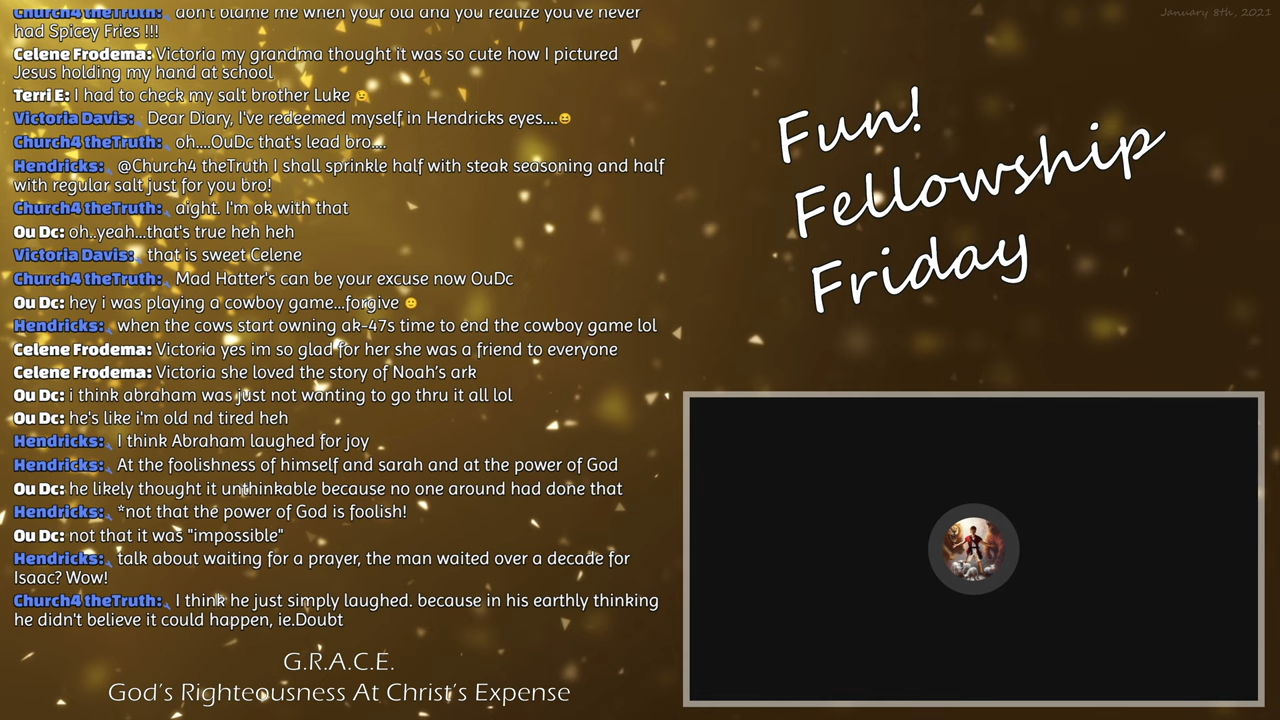 Church4 theTruth: don't blame me when your old and you realize you've never
had Spicey Fries !!!
Celene Frodema: Victoria my grandma thought it was so cute how I pictured
Jesus holding my hand at school
Terri E: I had to check my salt brother Luke 😉
Victoria Davis: Dear Diary, I've redeemed myself in Hendricks eyes....😄
Church4 theTruth: oh....OuDc that's lead bro....
Hendricks: @Church4 theTruth I shall sprinkle half with steak seasoning and half
with regular salt just for you bro!
Church4 theTruth: aight. I'm ok with that
Ou Dc: oh..yeah...that's true heh heh
Victoria Davis: that is sweet Celene
Church4 theTruth: Mad Hatter's can be your excuse now OuDc
Ou Dc: hey i was playing a cowboy game...forgive 🙂
Hendricks: when the cows start owning ak-47s time to end the cowboy game lol
Celene Frodema: Victoria yes im so glad for her she was a friend to everyone
Celene Frodema: Victoria she loved the story of Noah's ark
Ou Dc: i think abraham was just not wanting to go thru it all lol
Ou Dc: he's like i'm old nd tired heh
Hendricks: I think Abraham laughed for joy
Hendricks: At the foolishness of himself and sarah and at the power of God
Ou Dc: he likely thought it unthinkable because no one around had done that
Hendricks: *not that the power of God is foolish!
Ou Dc: not that it was "impossible"
Hendricks: talk about waiting for a prayer, the man waited over a decade for
Isaac? Wow!
Church4 theTruth: I think he just simply laughed. because in his earthly thinking
he didn't believe it could happen, ie.Doubt
G.R.A.C.E.
God's Righteousness At Christ's Expense
January 8th, 2021
Fun!
Fellowship
Friday